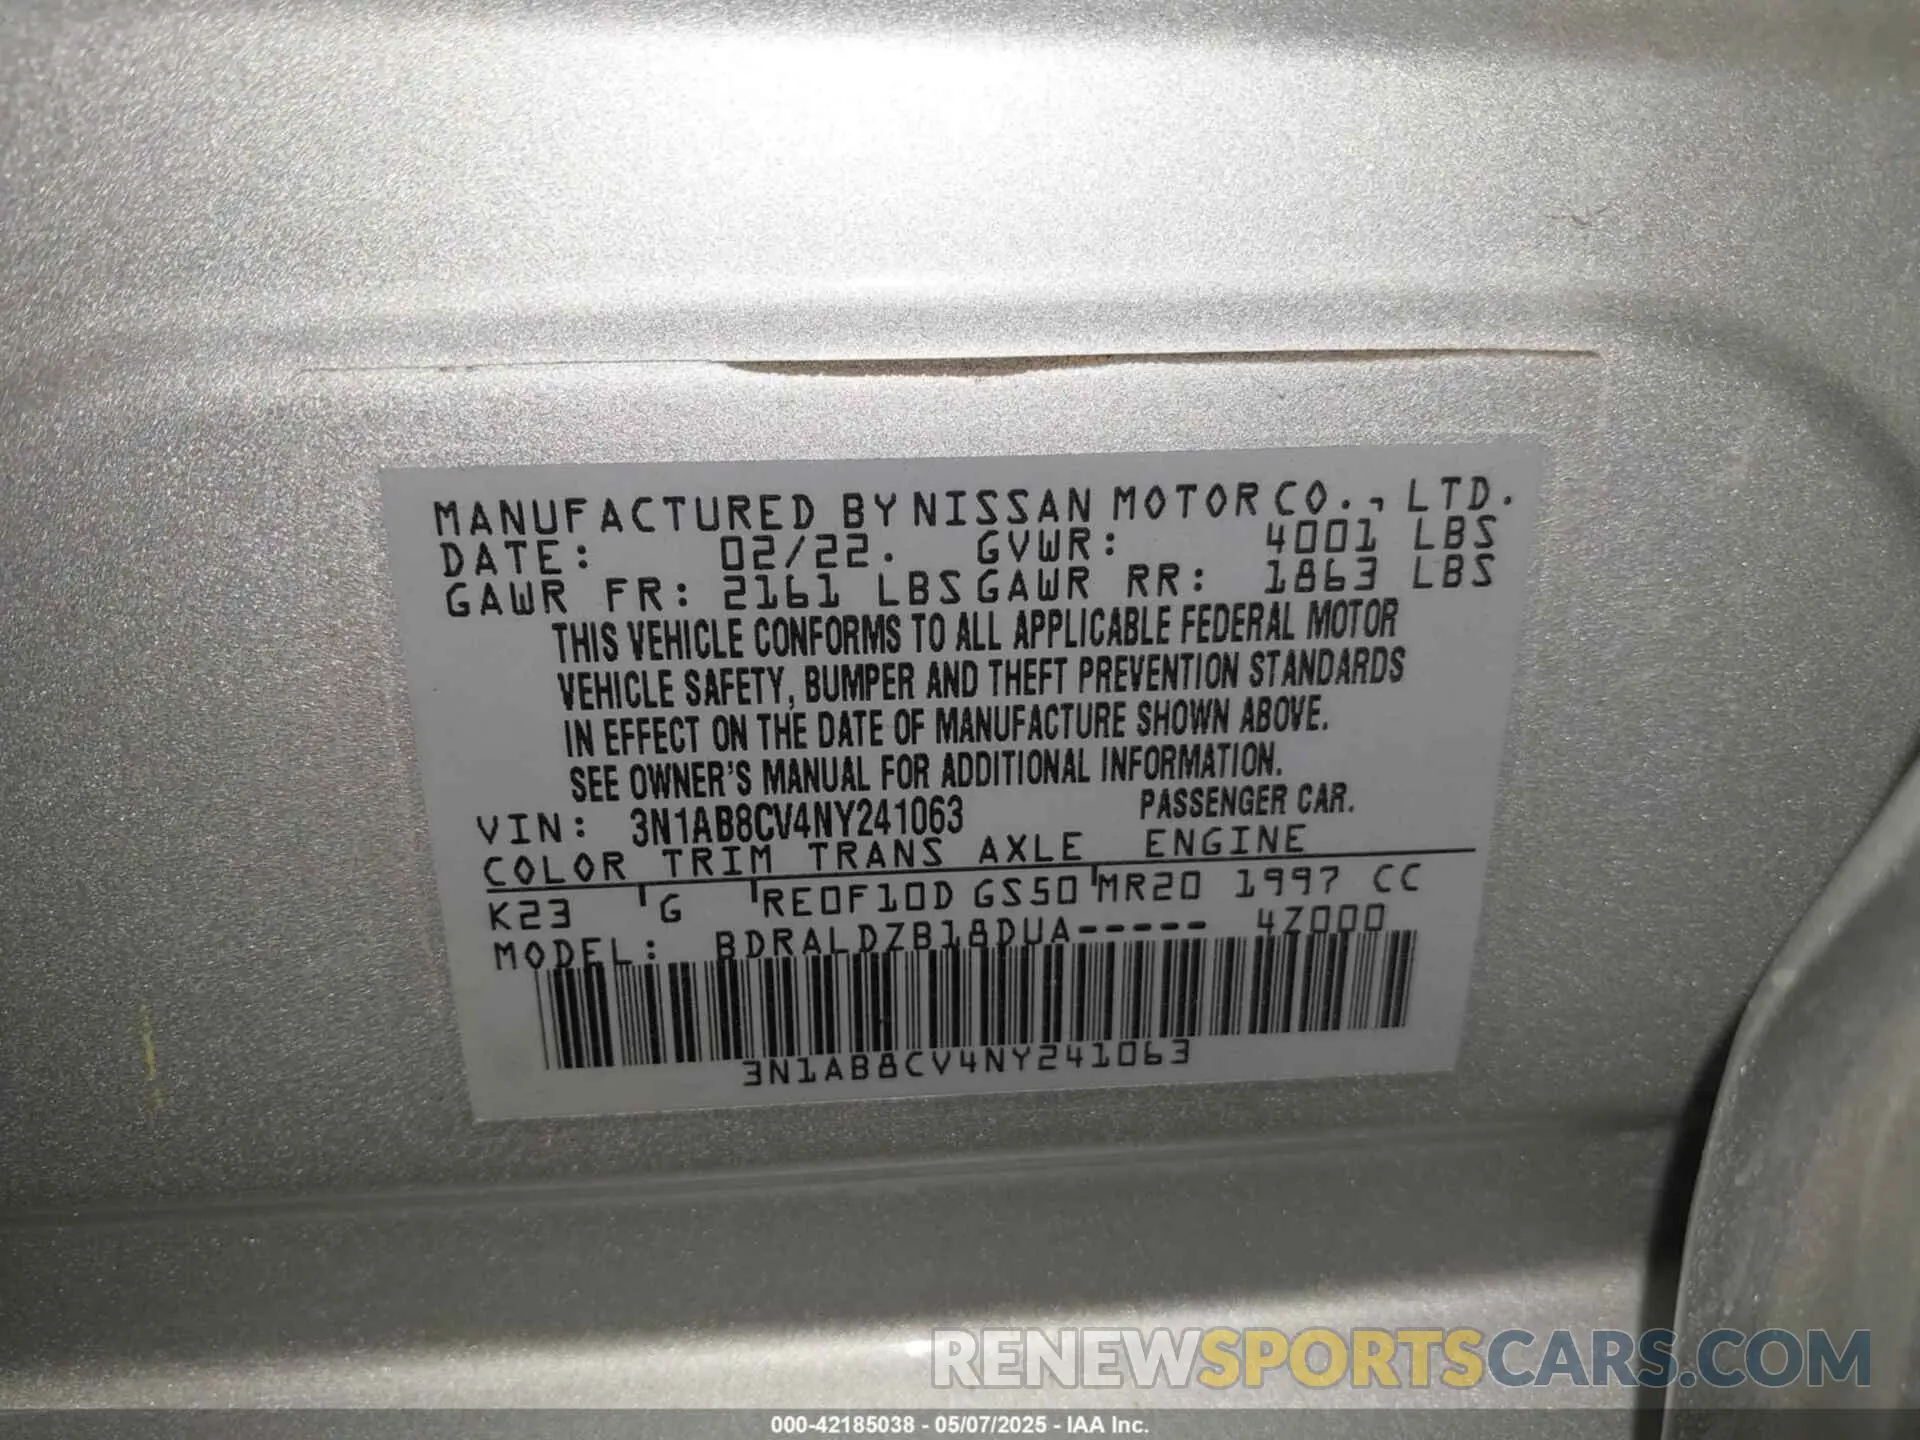 MANUFACTURED BY NISSAN MOTOR CO., LTD.
DATE: 02/22. GVWR: 4001 LBS
GAWR FR: 2161 LBS GAWR RR: 1863 LBS
THIS VEHICLE CONFORMS TO ALL APPLICABLE FEDERAL MOTOR
VEHICLE SAFETY, BUMPER AND THEFT PREVENTION STANDARDS
IN EFFECT ON THE DATE OF MANUFACTURE SHOWN ABOVE.
SEE OWNER'S MANUAL FOR ADDITIONAL INFORMATION.
VIN: 3N1AB8CV4NY241063 PASSENGER CAR.
COLOR TRIM TRANS AXLE ENGINE
K23 G RE0F10D GS50 MR20 1997 CC
MODEL: BDRALDZB18DUA----- 4Z000
3N1AB8CV4NY241063
RENEWSPORTSCARS.COM
000-42185038 - 05/07/2025 - IAA Inc.